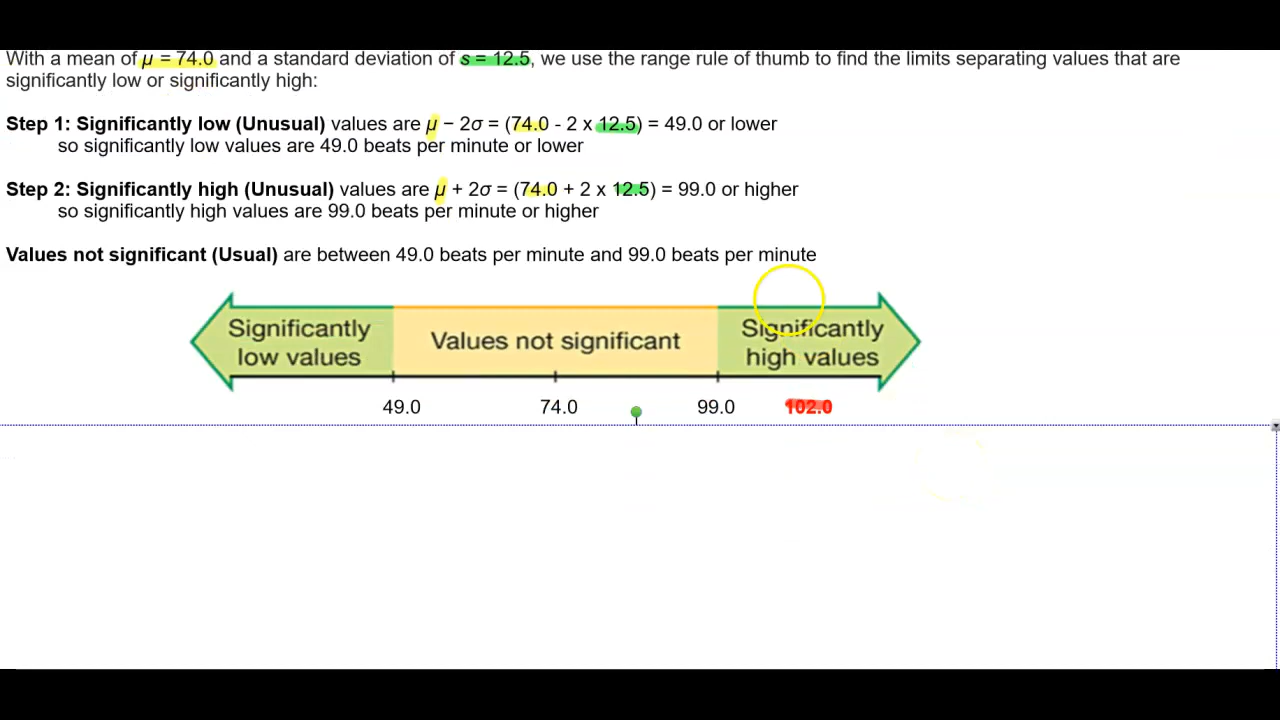 With a mean of μ = 74.0 and a standard deviation of s = 12.5, we use the range rule of thumb to find the limits separating values that are
significantly low or significantly high:
Step 1: Significantly low (Unusual) values are μ − 2σ = (74.0 - 2 x 12.5) = 49.0 or lower
so significantly low values are 49.0 beats per minute or lower
Step 2: Significantly high (Unusual) values are μ + 2σ = (74.0 + 2 x 12.5) = 99.0 or higher
so significantly high values are 99.0 beats per minute or higher
Values not significant (Usual) are between 49.0 beats per minute and 99.0 beats per minute
Significantly
low values
Values not significant
Significantly
high values
49.0 74.0 99.0 102.0